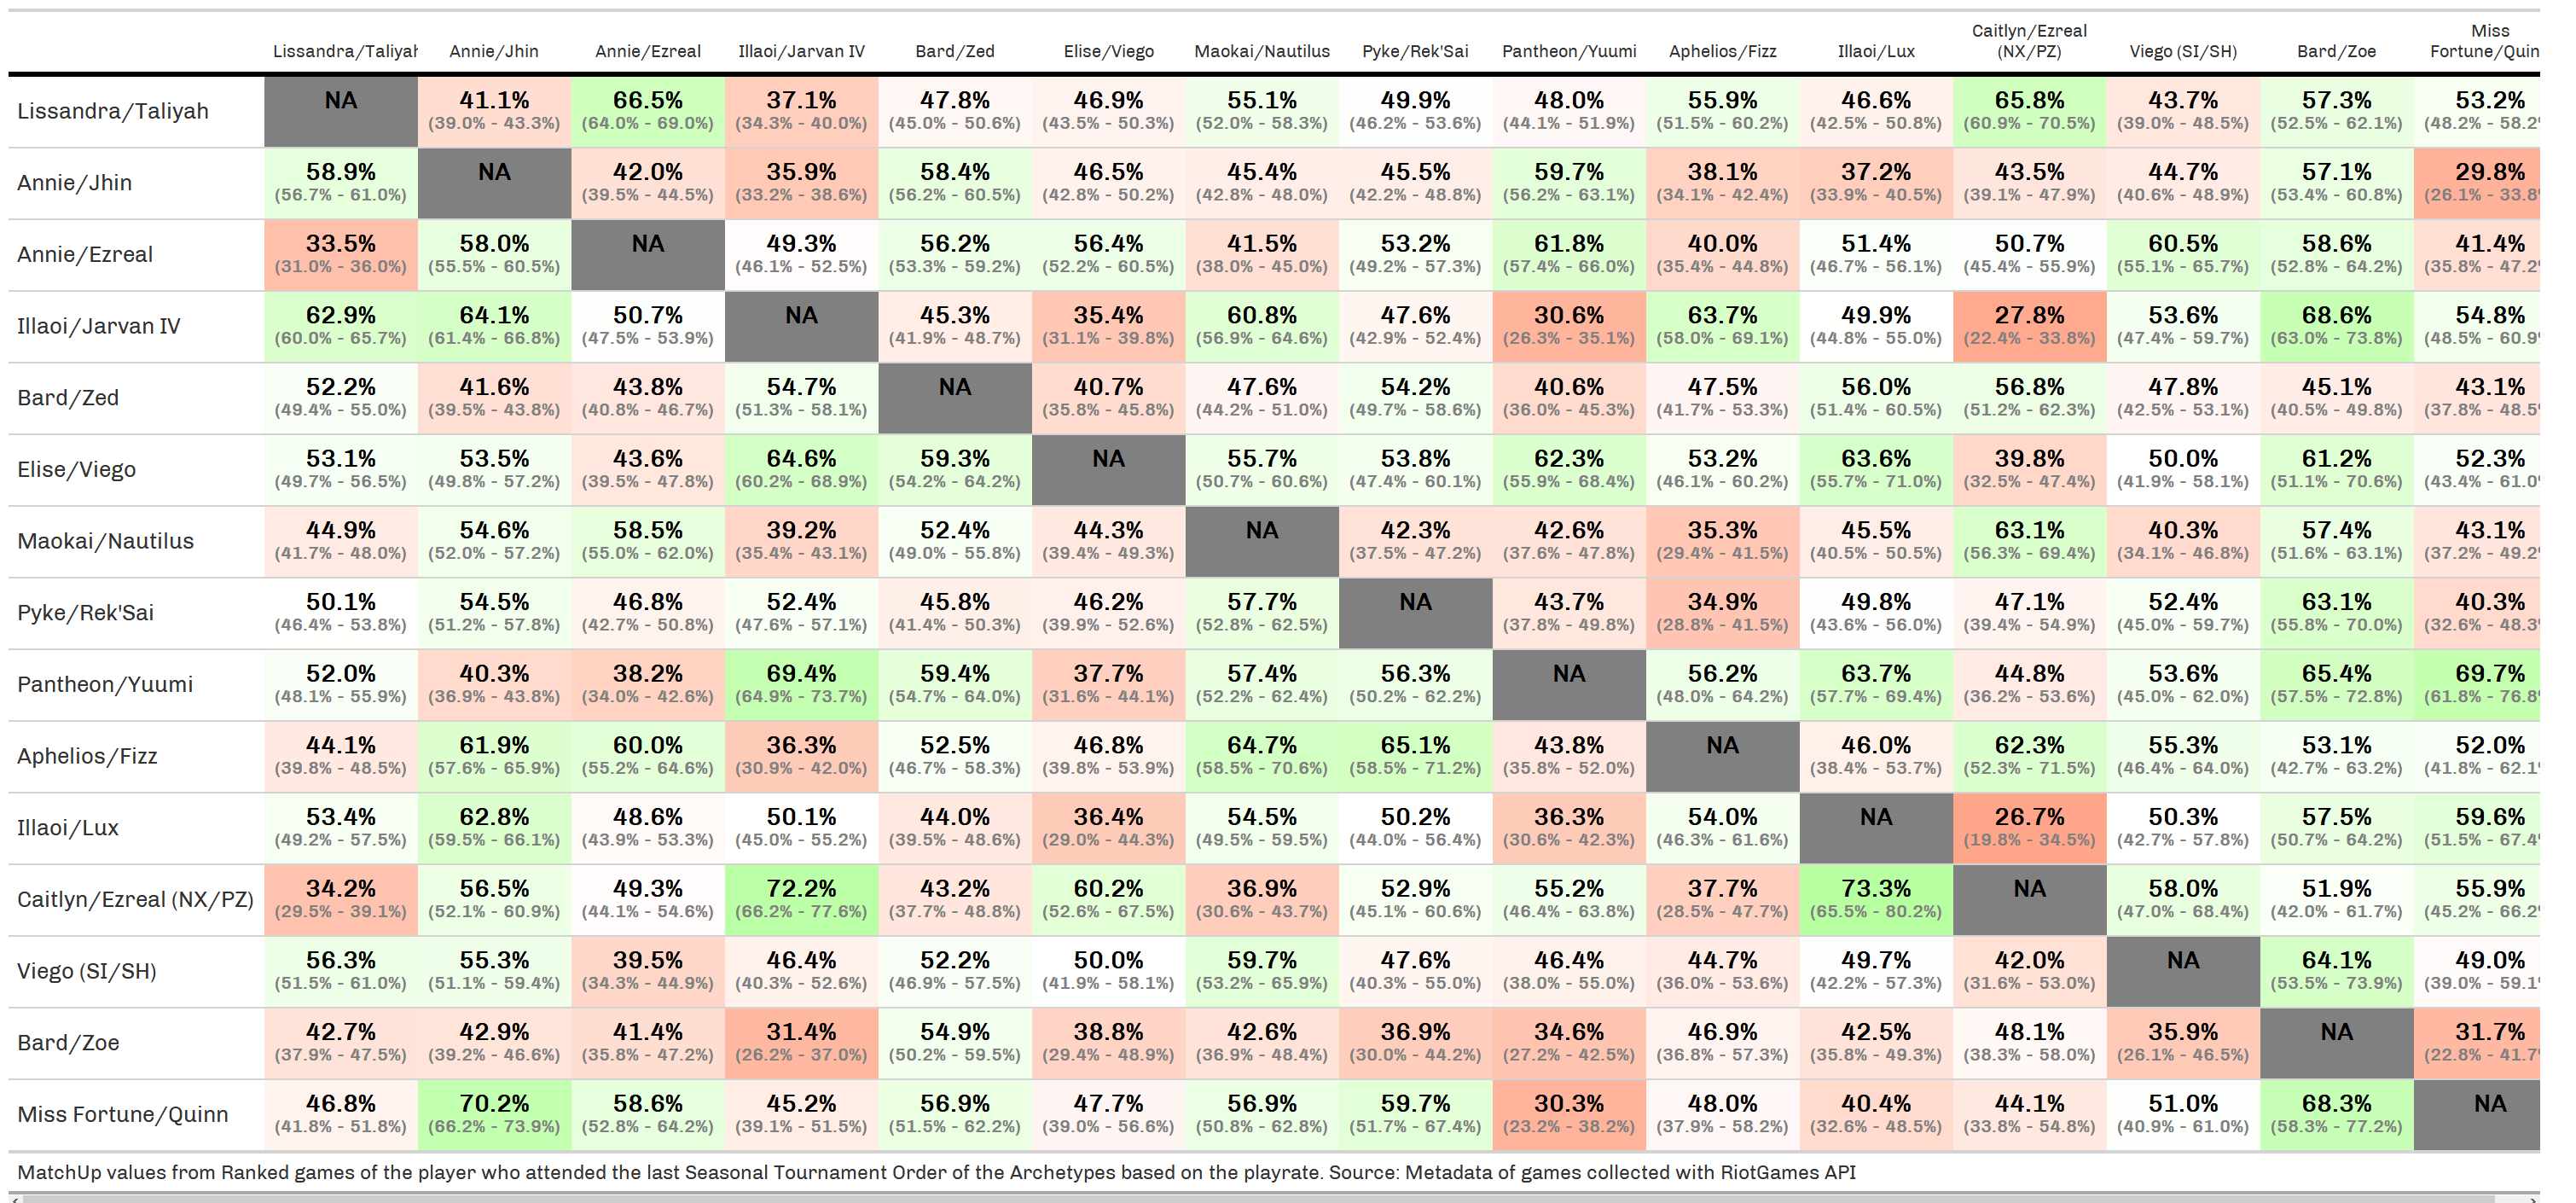 Lissandra/Taliyah Annie/Jhin Annie/Ezreal Illaoi/Jarvan IV Bard/Zed Elise/Viego Maokai/Nautilus Pyke/Rek'Sai Pantheon/Yuumi Aphelios/Fizz Illaoi/Lux Caitlyn/Ezreal (NX/PZ) Viego (SI/SH) Bard/Zoe Miss Fortune/Quin
Lissandra/Taliyah NA 41.1% 66.5% 37.1% 47.8% 46.9% 55.1% 49.9% 48.0% 55.9% 46.6% 65.8% 43.7% 57.3% 53.2%
(39.0% - 43.3%) (64.0% - 69.0%) (34.3% - 40.0%) (45.0% - 50.6%) (43.5% - 50.3%) (52.0% - 58.3%) (46.2% - 53.6%) (44.1% - 51.9%) (51.5% - 60.2%) (42.5% - 50.8%) (60.9% - 70.5%) (39.0% - 48.5%) (52.5% - 62.1%) (48.2% - 58.2
Annie/Jhin 58.9% NA 42.0% 35.9% 58.4% 46.5% 45.4% 45.5% 59.7% 38.1% 37.2% 43.5% 44.7% 57.1% 29.8%
(56.7% - 61.0%) (39.5% - 44.5%) (33.2% - 38.6%) (56.2% - 60.5%) (42.8% - 50.2%) (42.8% - 48.0%) (42.2% - 48.8%) (56.2% - 63.1%) (34.1% - 42.4%) (33.9% - 40.5%) (39.1% - 47.9%) (40.6% - 48.9%) (53.4% - 60.8%) (26.1% - 33.8
Annie/Ezreal 33.5% 58.0% NA 49.3% 56.2% 56.4% 41.5% 53.2% 61.8% 40.0% 51.4% 50.7% 60.5% 58.6% 41.4%
(31.0% - 36.0%) (55.5% - 60.5%) (46.1% - 52.5%) (53.3% - 59.2%) (52.2% - 60.5%) (38.0% - 45.0%) (49.2% - 57.3%) (57.4% - 66.0%) (35.4% - 44.8%) (46.7% - 56.1%) (45.4% - 55.9%) (55.1% - 65.7%) (52.8% - 64.2%) (35.8% - 47.2
Illaoi/Jarvan IV 62.9% 64.1% 50.7% NA 45.3% 35.4% 60.8% 47.6% 30.6% 63.7% 49.9% 27.8% 53.6% 68.6% 54.8%
(60.0% - 65.7%) (61.4% - 66.8%) (47.5% - 53.9%) (41.9% - 48.7%) (31.1% - 39.8%) (56.9% - 64.6%) (42.9% - 52.4%) (26.3% - 35.1%) (58.0% - 69.1%) (44.8% - 55.0%) (22.4% - 33.8%) (47.4% - 59.7%) (63.0% - 73.8%) (48.5% - 60.9
Bard/Zed 52.2% 41.6% 43.8% 54.7% NA 40.7% 47.6% 54.2% 40.6% 47.5% 56.0% 56.8% 47.8% 45.1% 43.1%
(49.4% - 55.0%) (39.5% - 43.8%) (40.8% - 46.7%) (51.3% - 58.1%) (35.8% - 45.8%) (44.2% - 51.0%) (49.7% - 58.6%) (36.0% - 45.3%) (41.7% - 53.3%) (51.4% - 60.5%) (51.2% - 62.3%) (42.5% - 53.1%) (40.5% - 49.8%) (37.8% - 48.5
Elise/Viego 53.1% 53.5% 43.6% 64.6% 59.3% NA 55.7% 53.8% 62.3% 53.2% 63.6% 39.8% 50.0% 61.2% 52.3%
(49.7% - 56.5%) (49.8% - 57.2%) (39.5% - 47.8%) (60.2% - 68.9%) (54.2% - 64.2%) (50.7% - 60.6%) (47.4% - 60.1%) (55.9% - 68.4%) (46.1% - 60.2%) (55.7% - 71.0%) (32.5% - 47.4%) (41.9% - 58.1%) (51.1% - 70.6%) (43.4% - 61.0
Maokai/Nautilus 44.9% 54.6% 58.5% 39.2% 52.4% 44.3% NA 42.3% 42.6% 35.3% 45.5% 63.1% 40.3% 57.4% 43.1%
(41.7% - 48.0%) (52.0% - 57.2%) (55.0% - 62.0%) (35.4% - 43.1%) (49.0% - 55.8%) (39.4% - 49.3%) (37.5% - 47.2%) (37.6% - 47.8%) (29.4% - 41.5%) (40.5% - 50.5%) (56.3% - 69.4%) (34.1% - 46.8%) (51.6% - 63.1%) (37.2% - 49.2
Pyke/Rek'Sai 50.1% 54.5% 46.8% 52.4% 45.8% 46.2% 57.7% NA 43.7% 34.9% 49.8% 47.1% 52.4% 63.1% 40.3%
(46.4% - 53.8%) (51.2% - 57.8%) (42.7% - 50.8%) (47.6% - 57.1%) (41.4% - 50.3%) (39.9% - 52.6%) (52.8% - 62.5%) (37.8% - 49.8%) (28.8% - 41.5%) (43.6% - 56.0%) (39.4% - 54.9%) (45.0% - 59.7%) (55.8% - 70.0%) (32.6% - 48.3
Pantheon/Yuumi 52.0% 40.3% 38.2% 69.4% 59.4% 37.7% 57.4% 56.3% NA 56.2% 63.7% 44.8% 53.6% 65.4% 69.7%
(48.1% - 55.9%) (36.9% - 43.8%) (34.0% - 42.6%) (64.9% - 73.7%) (54.7% - 64.0%) (31.6% - 44.1%) (52.2% - 62.4%) (50.2% - 62.2%) (48.0% - 64.2%) (57.7% - 69.4%) (36.2% - 53.6%) (45.0% - 62.0%) (57.5% - 72.8%) (61.8% - 76.8
Aphelios/Fizz 44.1% 61.9% 60.0% 36.3% 52.5% 46.8% 64.7% 65.1% 43.8% NA 46.0% 62.3% 55.3% 53.1% 52.0%
(39.8% - 48.5%) (57.6% - 65.9%) (55.2% - 64.6%) (30.9% - 42.0%) (46.7% - 58.3%) (39.8% - 53.9%) (58.5% - 70.6%) (58.5% - 71.2%) (35.8% - 52.0%) (38.4% - 53.7%) (52.3% - 71.5%) (46.4% - 64.0%) (42.7% - 63.2%) (41.8% - 62.1
Illaoi/Lux 53.4% 62.8% 48.6% 50.1% 44.0% 36.4% 54.5% 50.2% 36.3% 54.0% NA 26.7% 50.3% 57.5% 59.6%
(49.2% - 57.5%) (59.5% - 66.1%) (43.9% - 53.3%) (45.0% - 55.2%) (39.5% - 48.6%) (29.0% - 44.3%) (49.5% - 59.5%) (44.0% - 56.4%) (30.6% - 42.3%) (46.3% - 61.6%) (19.8% - 34.5%) (42.7% - 57.8%) (50.7% - 64.2%) (51.5% - 67.4
Caitlyn/Ezreal (NX/PZ) 34.2% 56.5% 49.3% 72.2% 43.2% 60.2% 36.9% 52.9% 55.2% 37.7% 73.3% NA 58.0% 51.9% 55.9%
(29.5% - 39.1%) (52.1% - 60.9%) (44.1% - 54.6%) (66.2% - 77.6%) (37.7% - 48.8%) (52.6% - 67.5%) (30.6% - 43.7%) (45.1% - 60.6%) (46.4% - 63.8%) (28.5% - 47.7%) (65.5% - 80.2%) (47.0% - 68.4%) (42.0% - 61.7%) (45.2% - 66.2
Viego (SI/SH) 56.3% 55.3% 39.5% 46.4% 52.2% 50.0% 59.7% 47.6% 46.4% 44.7% 49.7% 42.0% NA 64.1% 49.0%
(51.5% - 61.0%) (51.1% - 59.4%) (34.3% - 44.9%) (40.3% - 52.6%) (46.9% - 57.5%) (41.9% - 58.1%) (53.2% - 65.9%) (40.3% - 55.0%) (38.0% - 55.0%) (36.0% - 53.6%) (42.2% - 57.3%) (31.6% - 53.0%) (53.5% - 73.9%) (39.0% - 59.1
Bard/Zoe 42.7% 42.9% 41.4% 31.4% 54.9% 38.8% 42.6% 36.9% 34.6% 46.9% 42.5% 48.1% 35.9% NA 31.7%
(37.9% - 47.5%) (39.2% - 46.6%) (35.8% - 47.2%) (26.2% - 37.0%) (50.2% - 59.5%) (29.4% - 48.9%) (36.9% - 48.4%) (30.0% - 44.2%) (27.2% - 42.5%) (36.8% - 57.3%) (35.8% - 49.3%) (38.3% - 58.0%) (26.1% - 46.5%) (22.8% - 41.7
Miss Fortune/Quinn 46.8% 70.2% 58.6% 45.2% 56.9% 47.7% 56.9% 59.7% 30.3% 48.0% 40.4% 44.1% 51.0% 68.3% NA
(41.8% - 51.8%) (66.2% - 73.9%) (52.8% - 64.2%) (39.1% - 51.5%) (51.5% - 62.2%) (39.0% - 56.6%) (50.8% - 62.8%) (51.7% - 67.4%) (23.2% - 38.2%) (37.9% - 58.2%) (32.6% - 48.5%) (33.8% - 54.8%) (40.9% - 61.0%) (58.3% - 77.2%)
MatchUp values from Ranked games of the player who attended the last Seasonal Tournament Order of the Archetypes based on the playrate. Source: Metadata of games collected with RiotGames API